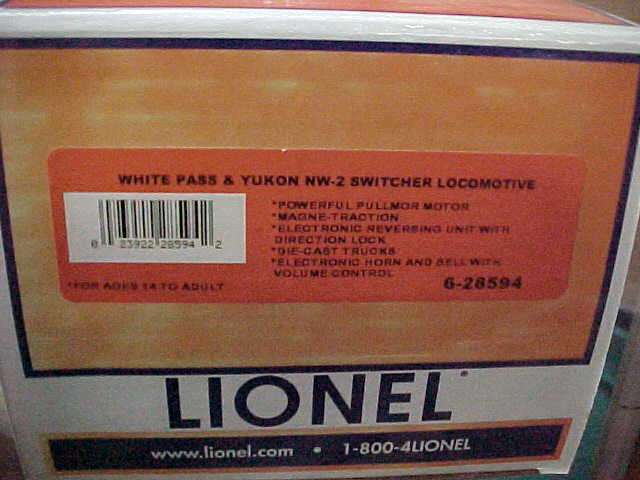 WHITE PASS & YUKON NW-2 SWITCHER LOCOMOTIVE
*POWERFUL PULLMOR MOTOR
*MAGNE-TRACTION
*ELECTRONIC REVERSING UNIT WITH
DIRECTION LOCK
*DIE-CAST TRUCKS
*ELECTRONIC HORN AND BELL WITH
VOLUME CONTROL
0 23922 28594 2
*FOR AGES 14 TO ADULT
6-28594
LIONEL
www.lionel.com • 1-800-4LIONEL